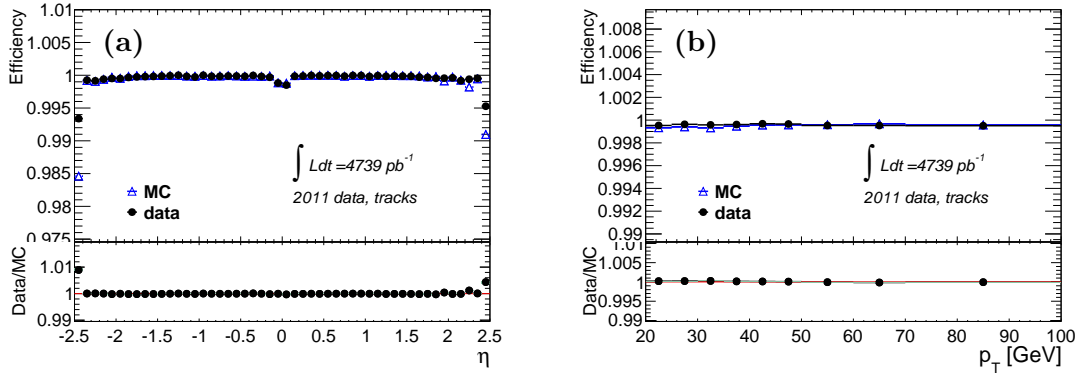 (a)
Efficiency
1.01
1.005
1
0.995
0.99
0.985
0.98
0.975
∫ Ldt =4739 pb⁻¹
2011 data, tracks
MC
data
Data/MC
1.01
1
0.99
-2.5 -2 -1.5 -1 -0.5 0 0.5 1 1.5 2 2.5
η
(b)
Efficiency
1.008
1.006
1.004
1.002
1
0.998
0.996
0.994
0.992
0.99
∫ Ldt =4739 pb⁻¹
2011 data, tracks
MC
data
Data/MC
1.01
1.005
1
0.995
0.99
20 30 40 50 60 70 80 90 100
p_T [GeV]